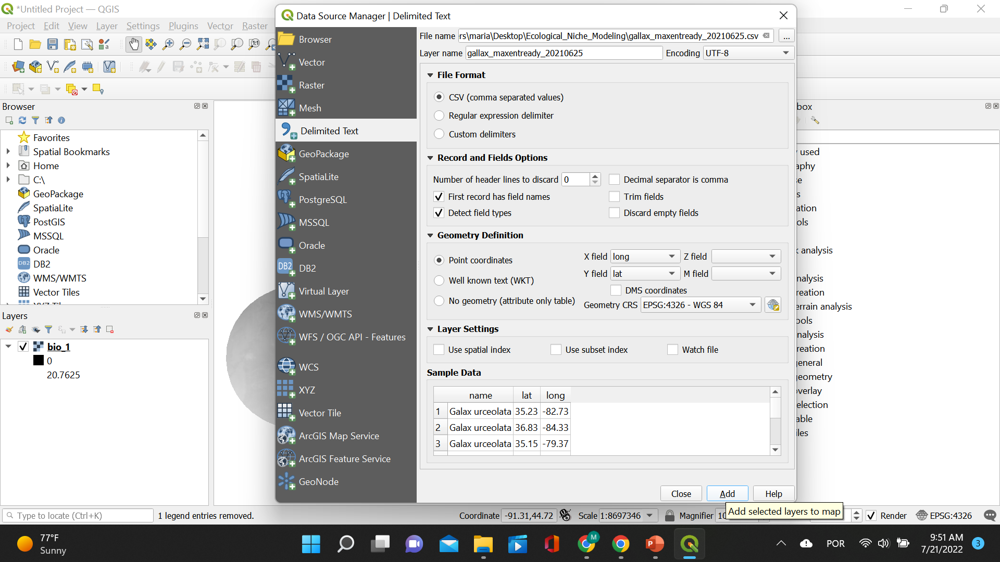 *Untitled Project — QGIS
Project Edit View Layer Settings Plugins Vector Raster
Browser
Favorites
Spatial Bookmarks
Home
C:\
GeoPackage
SpatiaLite
PostGIS
MSSQL
Oracle
DB2
WMS/WMTS
Vector Tiles
Layers
bio_1
0
20.7625
Data Source Manager | Delimited Text
Browser
Vector
Raster
Mesh
Delimited Text
GeoPackage
SpatiaLite
PostgreSQL
MSSQL
Oracle
DB2
Virtual Layer
WMS/WMTS
WFS / OGC API - Features
WCS
XYZ
Vector Tile
ArcGIS Map Service
ArcGIS Feature Service
GeoNode
File name rs\maria\Desktop\Ecological_Niche_Modeling\gallax_maxentready_20210625.csv ...
Layer name gallax_maxentready_20210625 Encoding UTF-8
File Format
CSV (comma separated values)
Regular expression delimiter
Custom delimiters
Record and Fields Options
Number of header lines to discard 0 Decimal separator is comma
First record has field names Trim fields
Detect field types Discard empty fields
Geometry Definition
Point coordinates X field long Z field
Y field lat M field
Well known text (WKT)
DMS coordinates
No geometry (attribute only table) Geometry CRS EPSG:4326 - WGS 84
Layer Settings
Use spatial index Use subset index Watch file
Sample Data
name lat long
1 Galax urceolata 35.23 -82.73
2 Galax urceolata 36.83 -84.33
3 Galax urceolata 35.15 -79.37
Close Add Help
Add selected layers to map
box
used
aphy
se
s
ation
ols
k analysis
nalysis
reation
errain analysis
ools
nalysis
reation
general
geometry
overlay
selection
able
iles
Type to locate (Ctrl+K) 1 legend entries removed. Coordinate -91.31,44.72 Scale 1:8697346 Magnifier 10 Render EPSG:4326
77°F
Sunny
M
POR
9:51 AM
7/21/2022
3